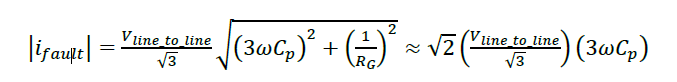 |i_fault| = V_line_to_line/√3 √((3ωC_p)² + (1/R_G)²) ≈ √2 (V_line_to_line/√3) (3ωC_p)